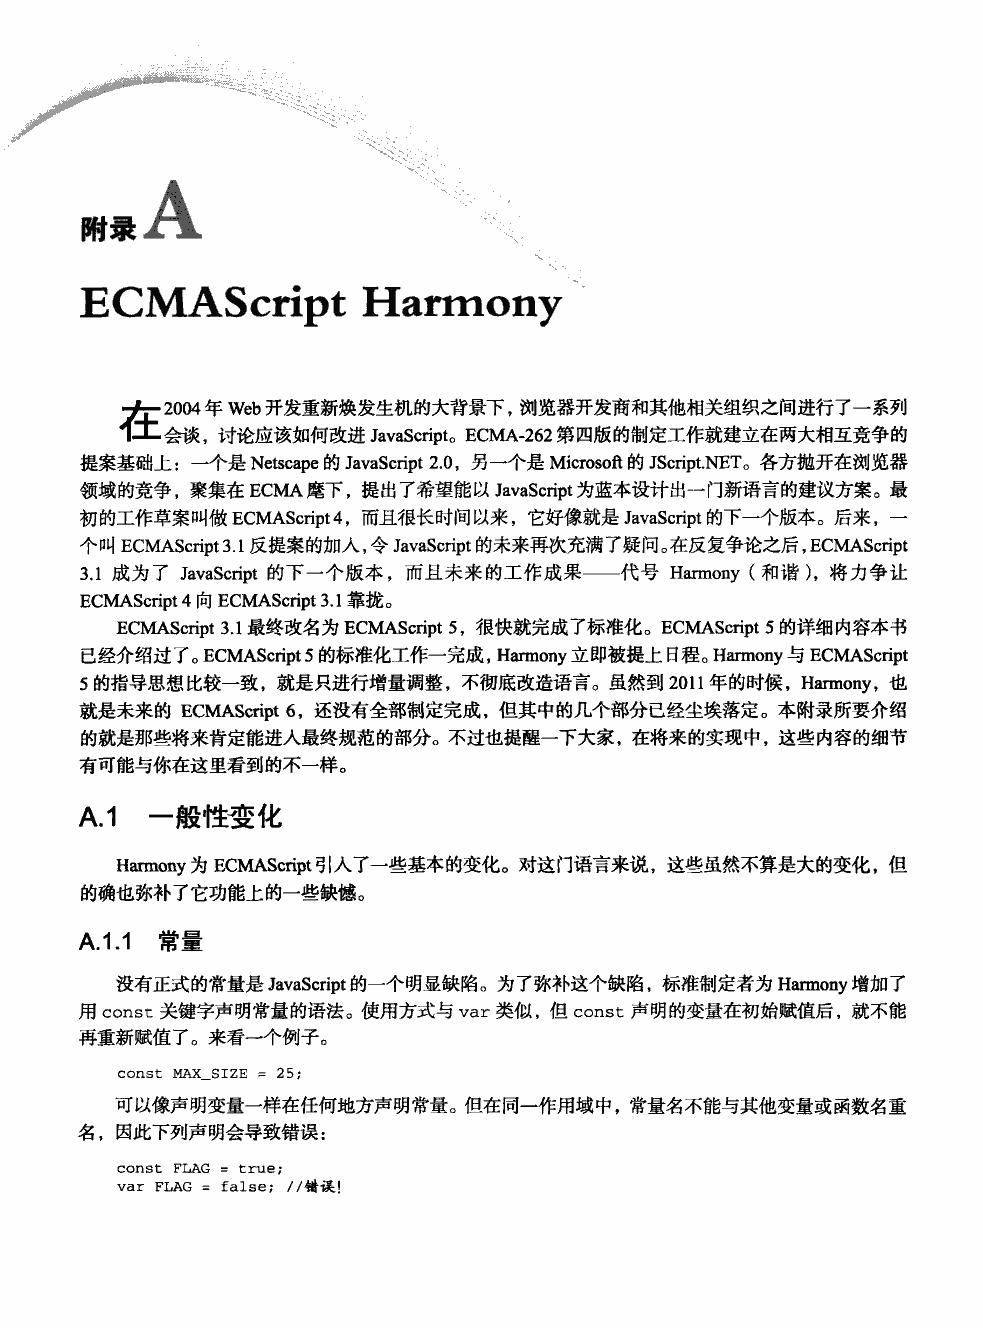 附录A
ECMAScript Harmony
在2004年Web开发重新焕发生机的大背景下，浏览器开发商和其他相关组织之间进行了一系列
会谈，讨论应该如何改进JavaScript。ECMA-262第四版的制定工作就建立在两大相互竞争的
提案基础上：一个是Netscape的JavaScript 2.0，另一个是Microsoft的JScript.NET。各方抛开在浏览器
领域的竞争，聚集在ECMA麾下，提出了希望能以JavaScript为蓝本设计出一门新语言的建议方案。最
初的工作草案叫做ECMAScript 4，而且很长时间以来，它好像就是JavaScript的下一个版本。后来，一
个叫ECMAScript 3.1反提案的加入，令JavaScript的未来再次充满了疑问。在反复争论之后，ECMAScript
3.1 成为了 JavaScript 的下一个版本，而且未来的工作成果——代号 Harmony（和谐），将力争让
ECMAScript 4向ECMAScript 3.1靠拢。
ECMAScript 3.1最终改名为ECMAScript 5，很快就完成了标准化。ECMAScript 5的详细内容本书
已经介绍过了。ECMAScript 5的标准化工作一完成，Harmony立即被提上日程。Harmony与ECMAScript
5的指导思想比较一致，就是只进行增量调整，不彻底改造语言。虽然到2011年的时候，Harmony，也
就是未来的 ECMAScript 6，还没有全部制定完成，但其中的几个部分已经尘埃落定。本附录所要介绍
的就是那些将来肯定能进入最终规范的部分。不过也提醒一下大家，在将来的实现中，这些内容的细节
有可能与你在这里看到的不一样。
A.1 一般性变化
Harmony为ECMAScript引入了一些基本的变化。对这门语言来说，这些虽然不算是大的变化，但
的确也弥补了它功能上的一些缺憾。
A.1.1 常量
没有正式的常量是JavaScript的一个明显缺陷。为了弥补这个缺陷，标准制定者为Harmony增加了
用const关键字声明常量的语法。使用方式与var类似，但const声明的变量在初始赋值后，就不能
再重新赋值了。来看一个例子。
const MAX_SIZE = 25;
可以像声明变量一样在任何地方声明常量。但在同一作用域中，常量名不能与其他变量或函数名重
名，因此下列声明会导致错误：
const FLAG = true;
var FLAG = false; //错误！